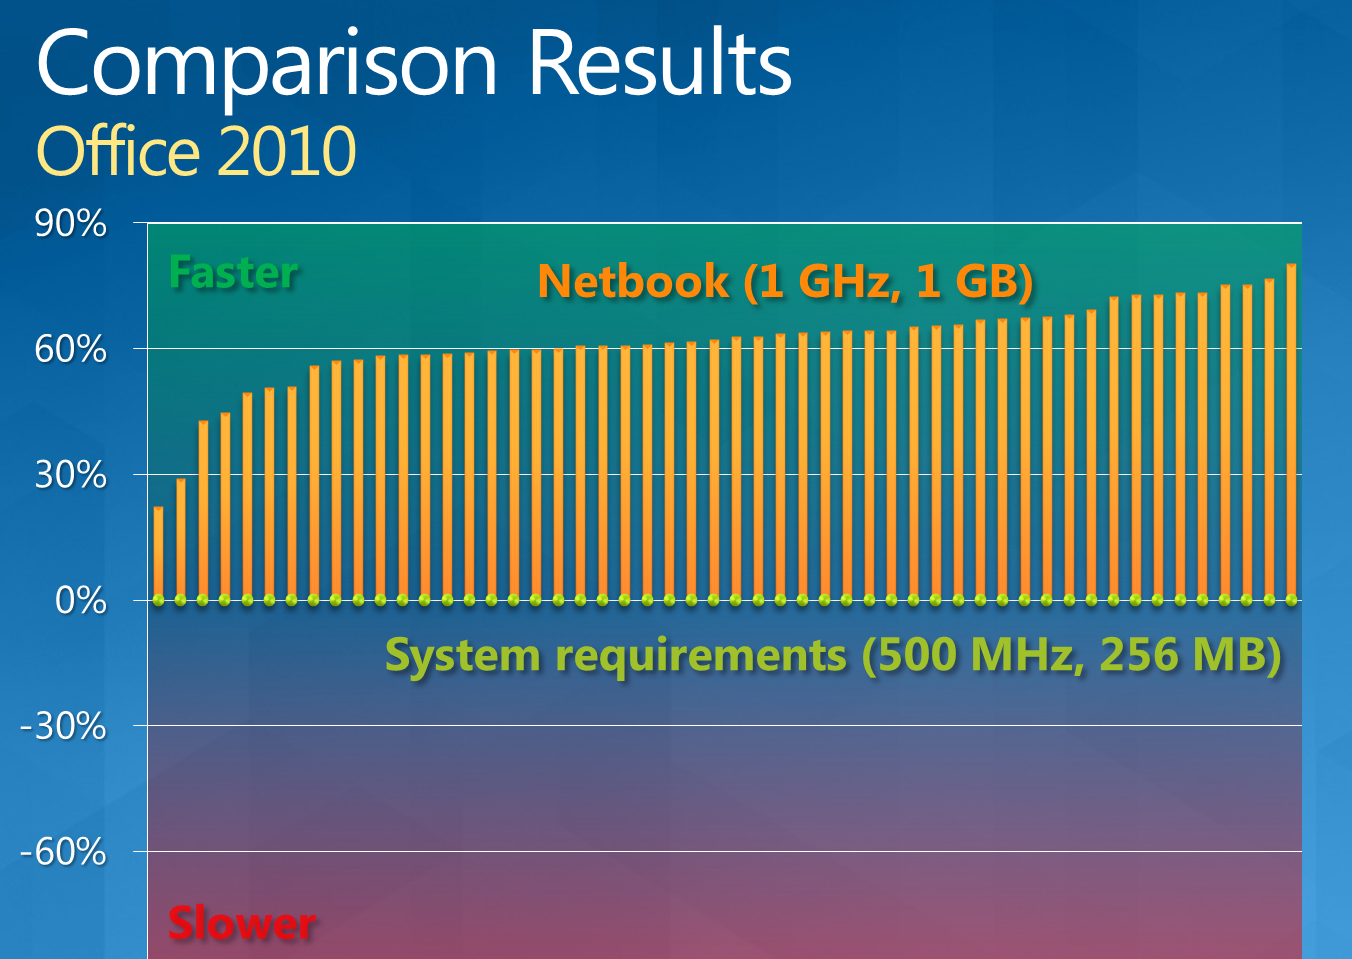 Comparison Results
Office 2010
90%
Faster
Netbook (1 GHz, 1 GB)
60%
30%
0%
System requirements (500 MHz, 256 MB)
-30%
-60%
Slower